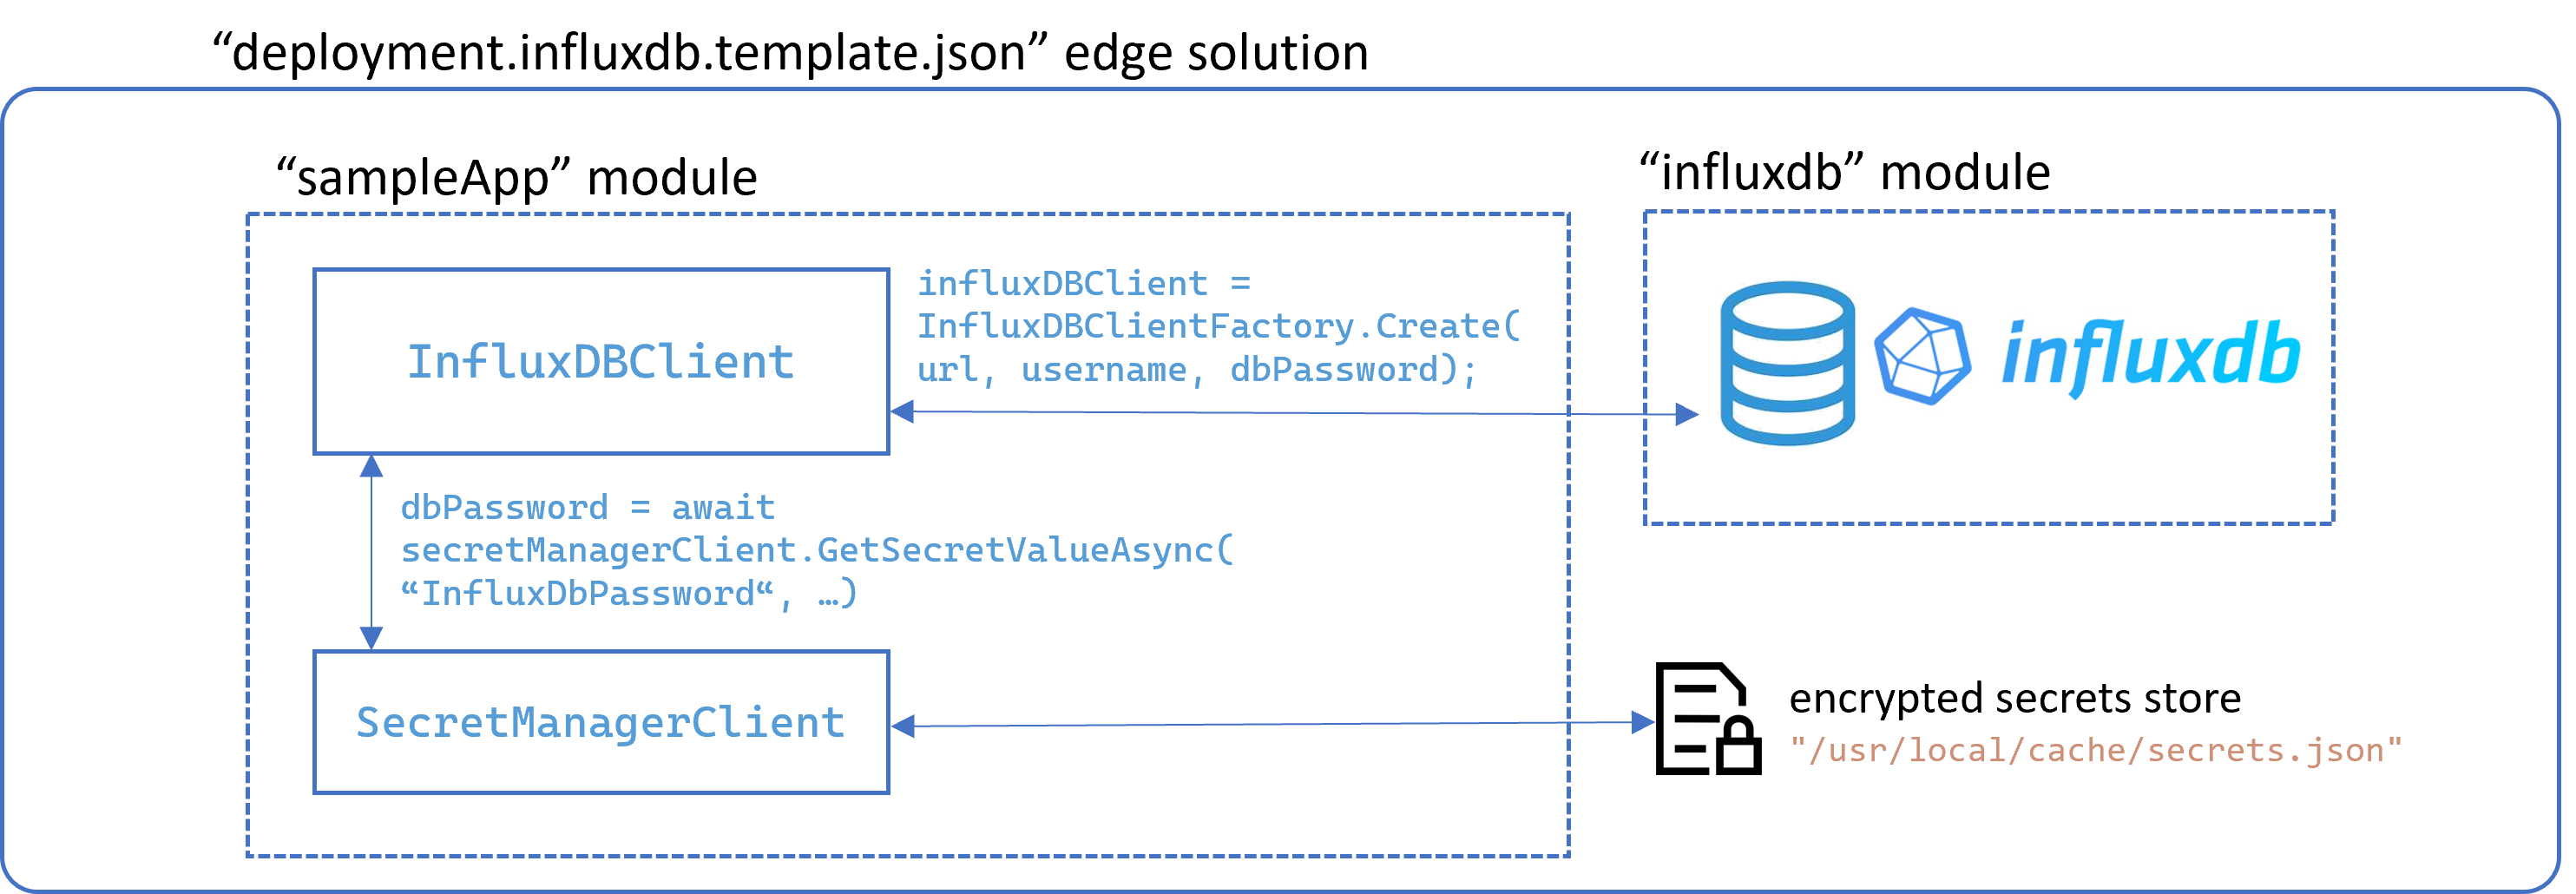 “deployment.influxdb.template.json” edge solution
“sampleApp” module
“influxdb” module
influxDBClient =
InfluxDBClientFactory.Create(
url, username, dbPassword);
InfluxDBClient
influxdb
dbPassword = await
secretManagerClient.GetSecretValueAsync(
“InfluxDbPassword“, …)
SecretManagerClient
encrypted secrets store
"/usr/local/cache/secrets.json"